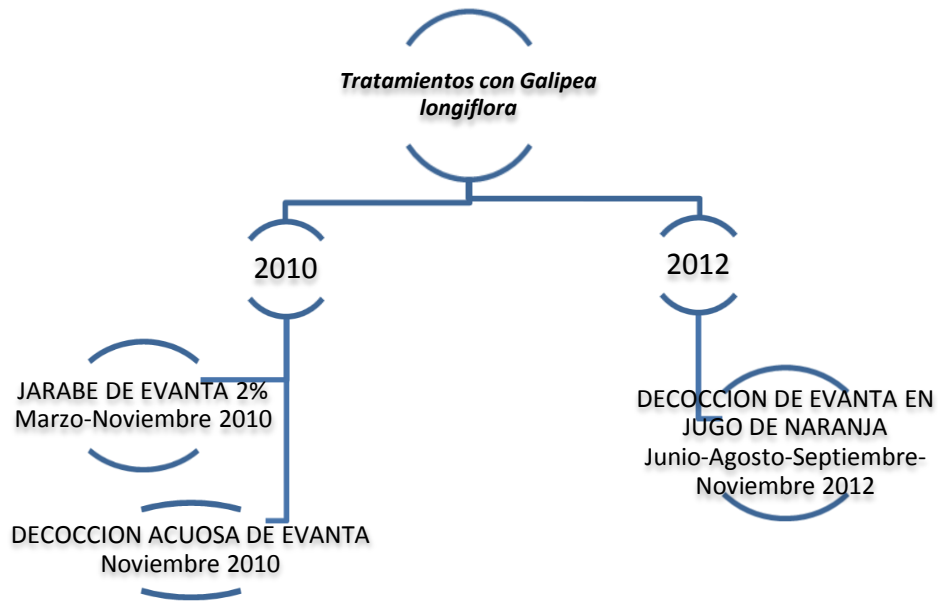 Tratamientos con Galipea
longiflora
2010
2012
JARABE DE EVANTA 2%
Marzo-Noviembre 2010
DECOCCION ACUOSA DE EVANTA
Noviembre 2010
DECOCCION DE EVANTA EN
JUGO DE NARANJA
Junio-Agosto-Septiembre-
Noviembre 2012